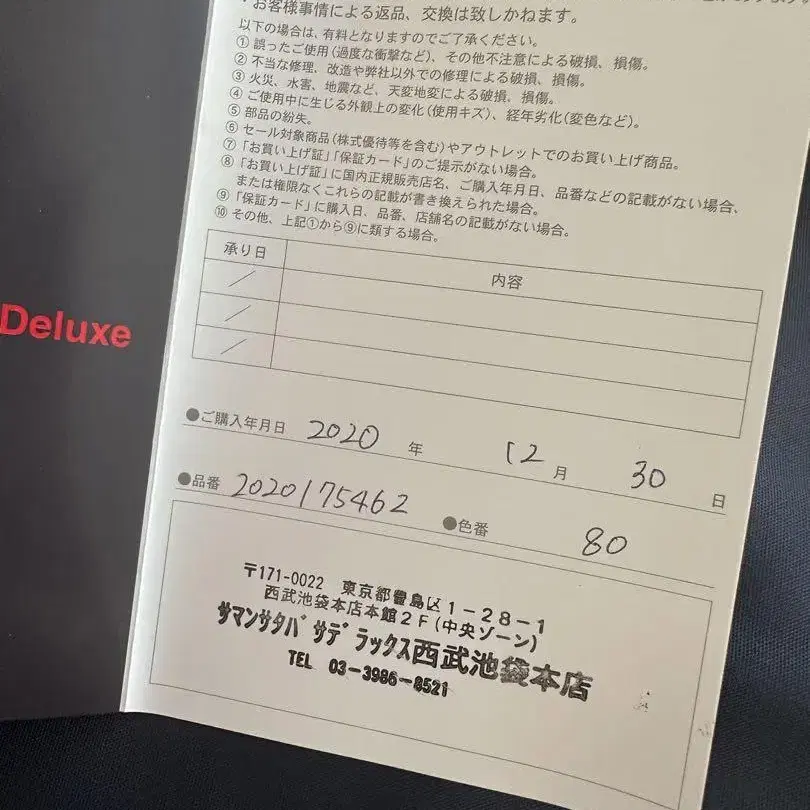 ・お客様事情による返品、交換は致しかねます。
以下の場合は、有料となりますのでご了承ください。
① 誤ったご使用(過度な衝撃など)、その他不注意による破損、損傷。
② 不当な修理、改造や弊社以外での修理による破損、損傷。
③ 火災、水害、地震など、天変地変による破損、損傷。
④ ご使用中に生じる外観上の変化(使用キズ)、経年劣化(変色など)。
⑤ 部品の紛失。
⑥ セール対象商品(株式優待等を含む)やアウトレットでのお買い上げ商品。
⑦「お買い上げ証」「保証カード」のご提示がない場合。
⑧「お買い上げ証」に国内正規販売店名、ご購入年月日、品番などの記載がない場合、
または権限なくこれらの記載が書き換えられた場合。
⑨「保証カード」に購入日、品番、店舗名の記載がない場合。
⑩ その他、上記①から⑨に類する場合。
承り日 内容
／
／
／
Deluxe
●ご購入年月日 2020 年 12 月 30 日
●品番 2020175462 ●色番 80
〒171-0022 東京都豊島区1-28-1
西武池袋本店本館2F(中央ゾーン)
サマンサタバサデラックス西武池袋本店
TEL 03-3986-8521